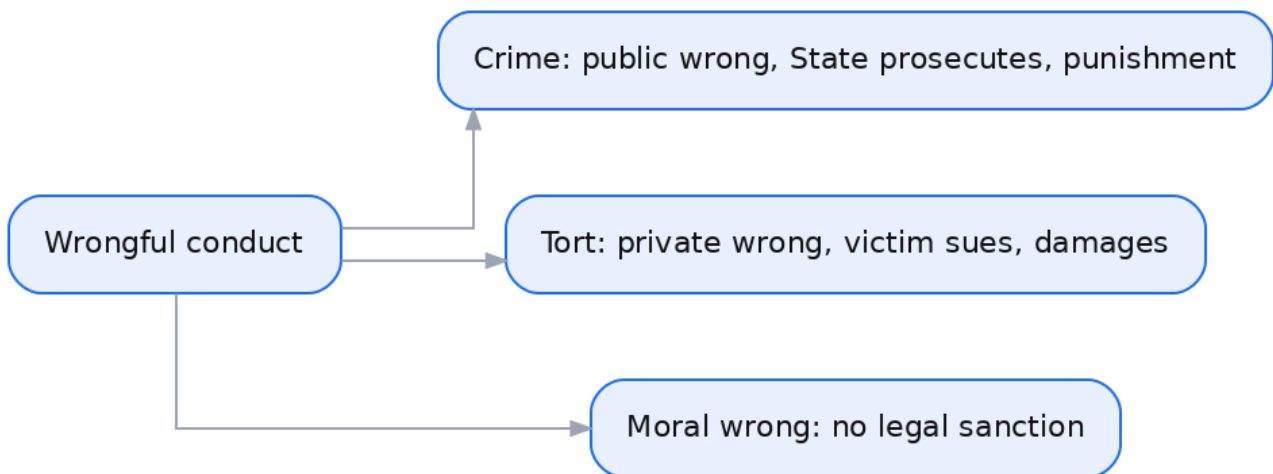 Crime: public wrong, State prosecutes, punishment
Wrongful conduct
Tort: private wrong, victim sues, damages
Moral wrong: no legal sanction